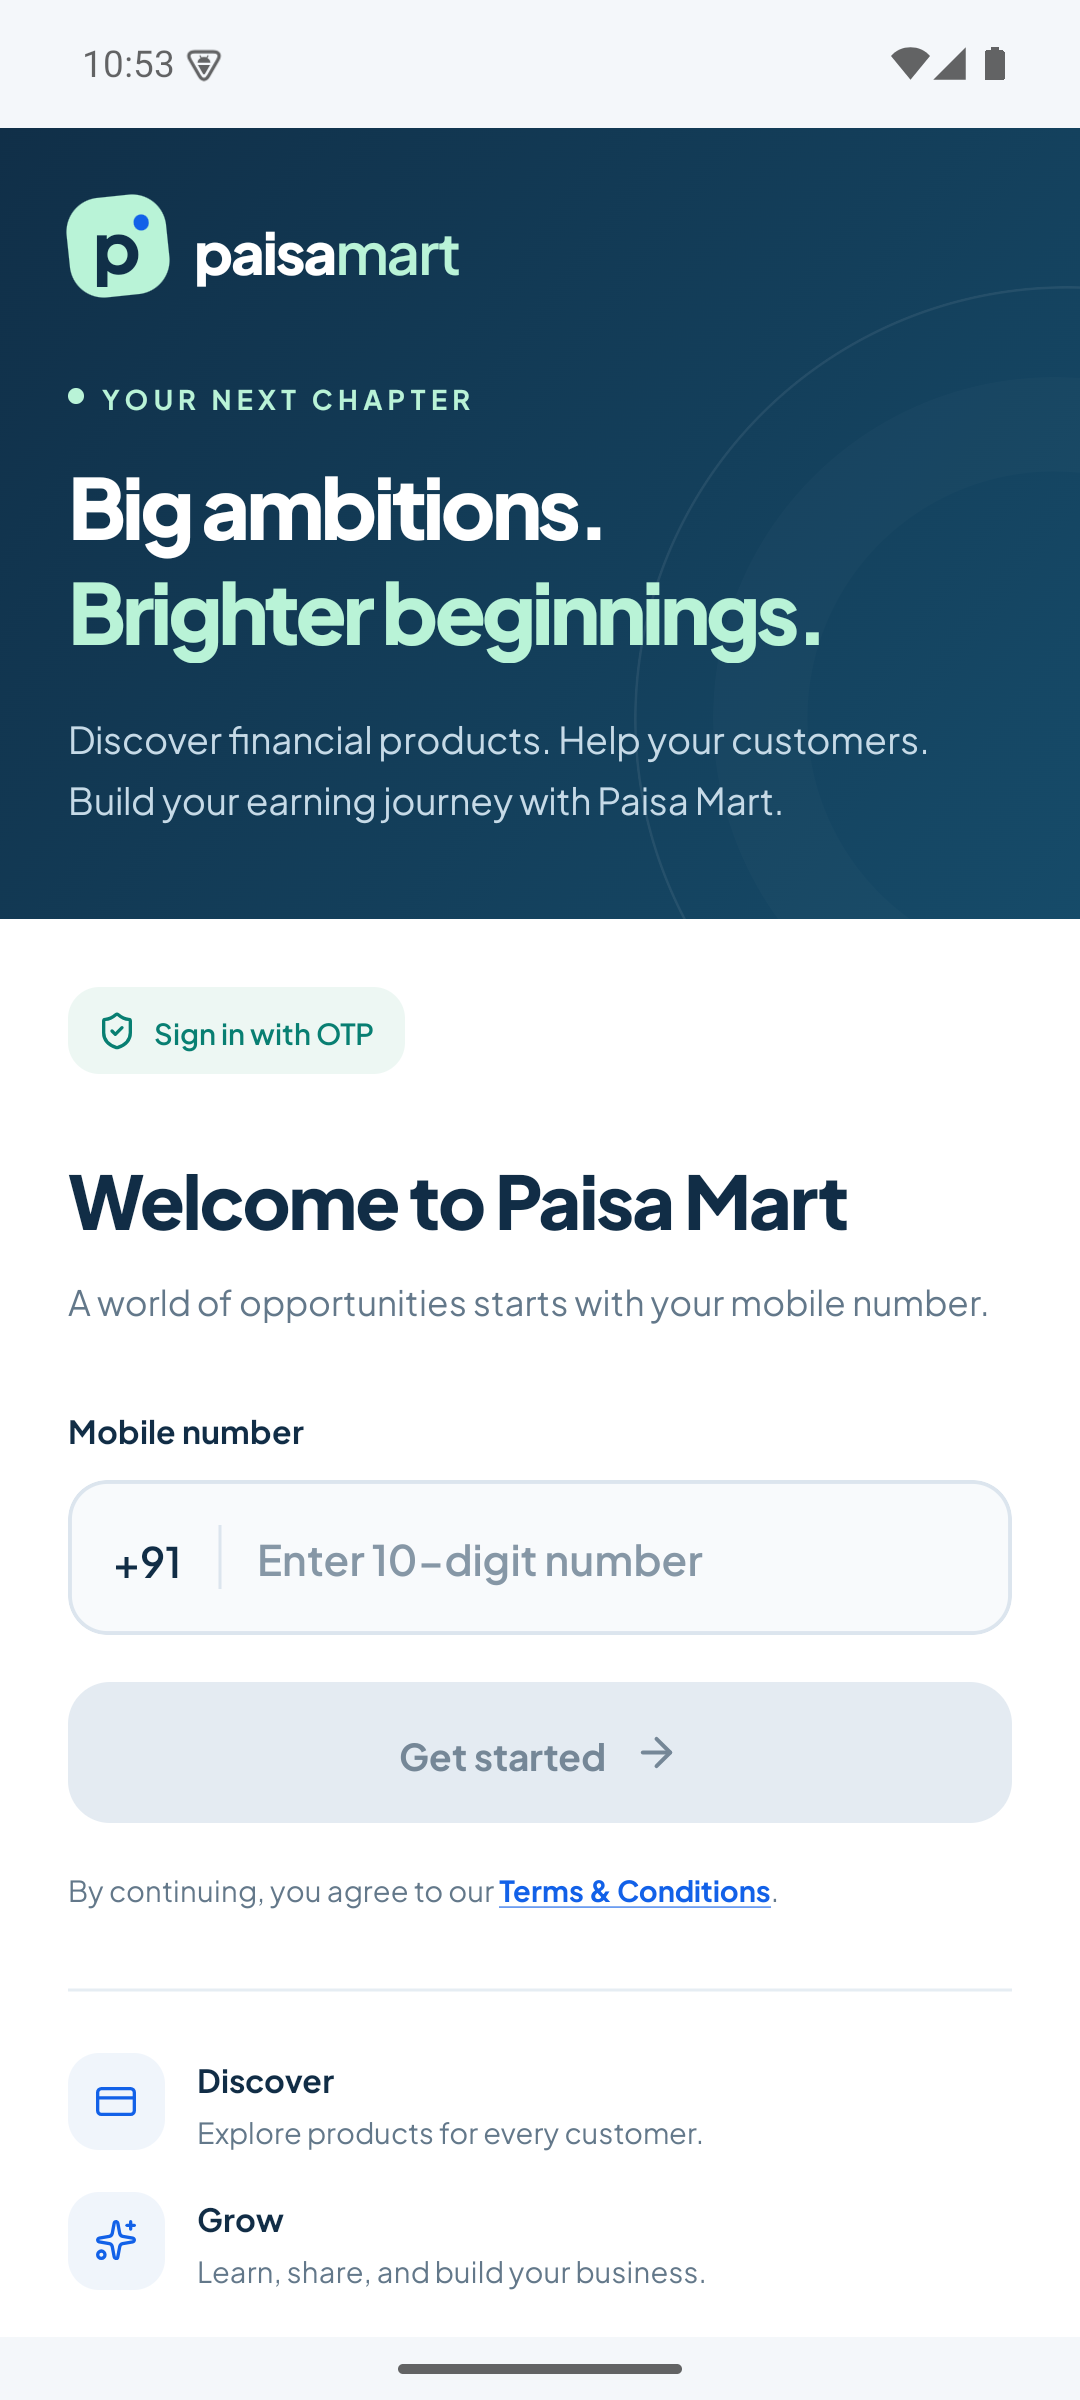 10:53
p paisamart
YOUR NEXT CHAPTER
Big ambitions.
Brighter beginnings.
Discover financial products. Help your customers.
Build your earning journey with Paisa Mart.
Sign in with OTP
Welcome to Paisa Mart
A world of opportunities starts with your mobile number.
Mobile number
+91 Enter 10-digit number
Get started
By continuing, you agree to our Terms & Conditions.
Discover
Explore products for every customer.
Grow
Learn, share, and build your business.